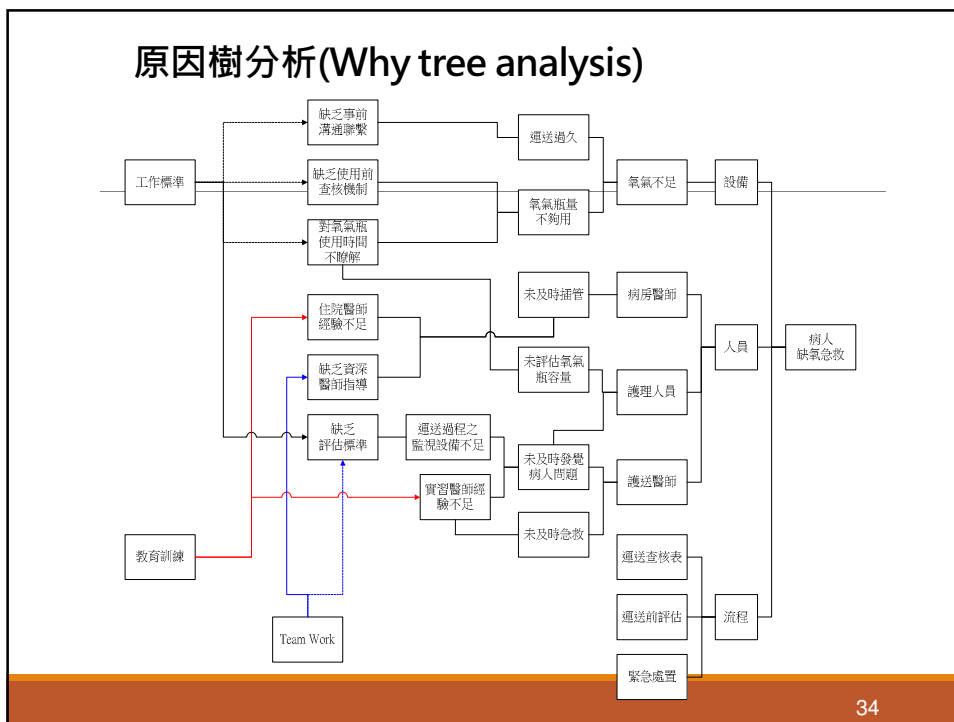 原因樹分析(Why tree analysis)
缺乏事前
溝通聯繫
運送過久
工作標準
缺乏使用前
查核機制
氧氣不足
設備
氧氣瓶量
不夠用
對氧氣瓶
使用時間
不瞭解
未及時插管
病房醫師
住院醫師
經驗不足
人員
病人
缺氧急救
缺乏資深
醫師指導
未評估氧氣
瓶容量
護理人員
缺乏
評估標準
運送過程之
監視設備不足
未及時發覺
病人問題
護送醫師
實習醫師經
驗不足
未及時急救
教育訓練
運送查核表
Team Work
運送前評估
流程
緊急處置
34